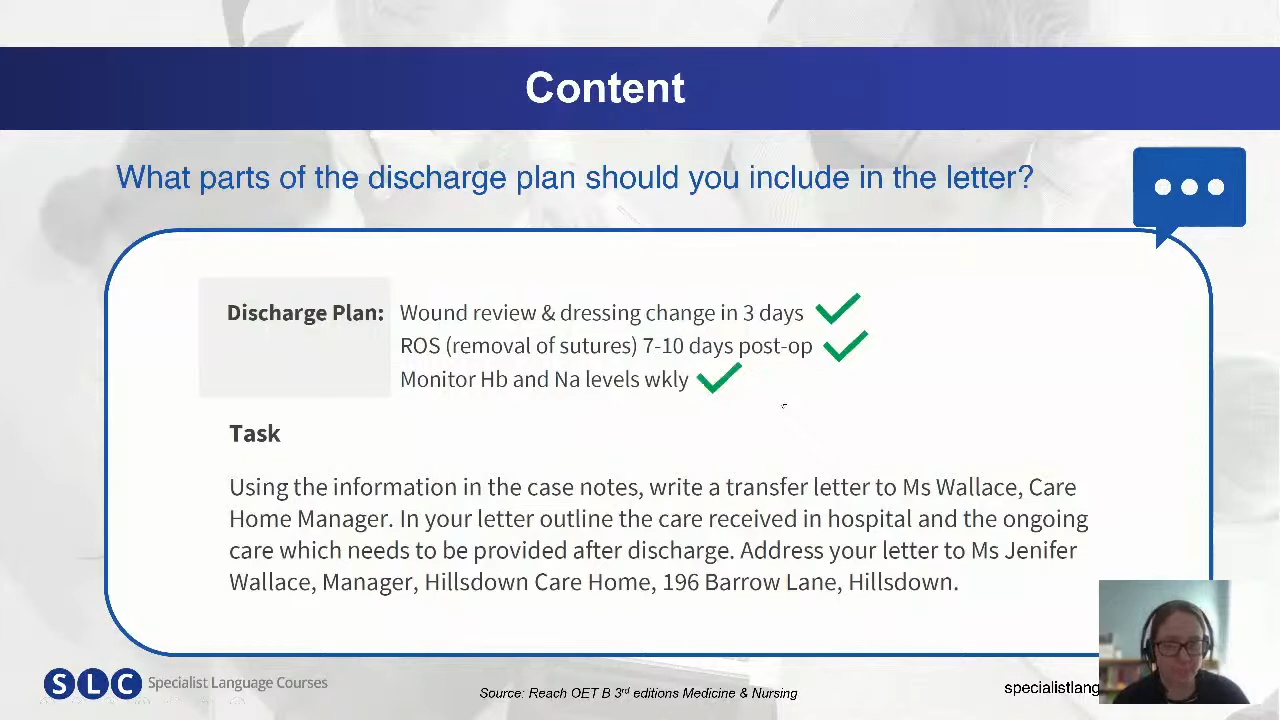 Content
What parts of the discharge plan should you include in the letter?
Discharge Plan: Wound review & dressing change in 3 days
ROS (removal of sutures) 7-10 days post-op
Monitor Hb and Na levels wkly
Task
Using the information in the case notes, write a transfer letter to Ms Wallace, Care
Home Manager. In your letter outline the care received in hospital and the ongoing
care which needs to be provided after discharge. Address your letter to Ms Jenifer
Wallace, Manager, Hillsdown Care Home, 196 Barrow Lane, Hillsdown.
SLC Specialist Language Courses
Source: Reach OET B 3rd editions Medicine & Nursing
specialistlang